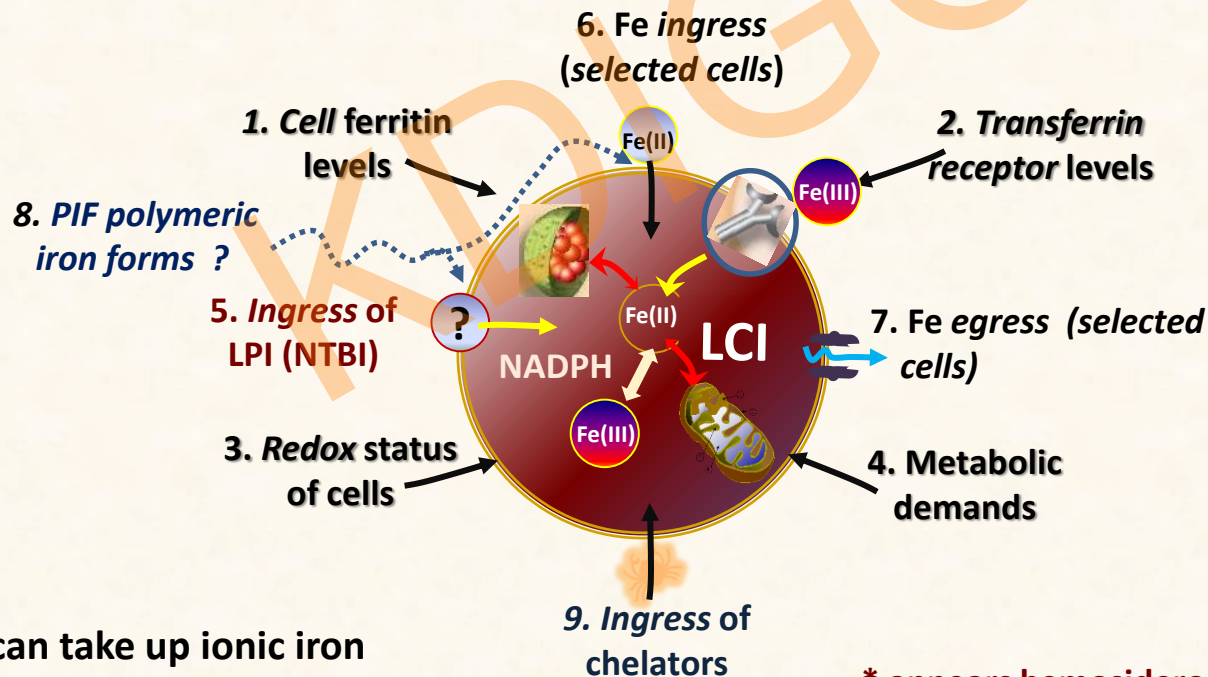 KDIGO
6. Fe ingress
(selected cells)
1. Cell ferritin
levels
Fe(II)
2. Transferrin
receptor levels
Fe(III)
8. PIF polymeric
iron forms ?
5. Ingress of
LPI (NTBI)
?
Fe(II)
LCI
NADPH
7. Fe egress (selected
cells)
Fe(III)
3. Redox status
of cells
4. Metabolic
demands
9. Ingress of
chelators
can take up ionic iron
* appears